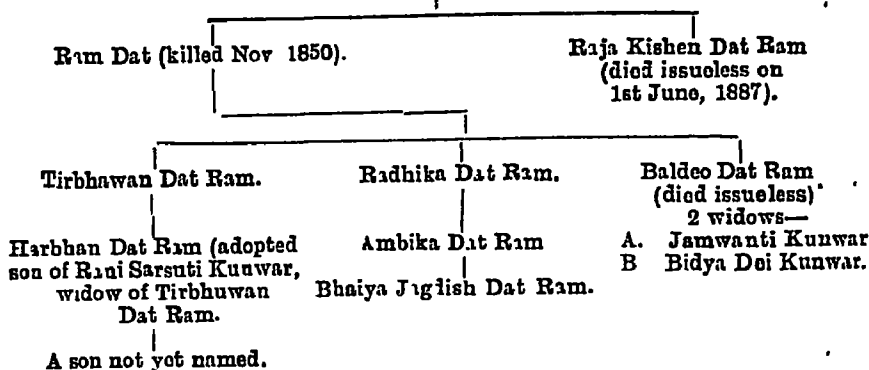 Ram Dat (killed Nov 1850).
Raja Kishen Dat Ram
(died issueless on
1st June, 1887).
Tirbhawan Dat Ram.
Radhika Dat Ram.
Baldeo Dat Ram
(died issueless)
2 widows—
A. Jamwanti Kunwar
B Bidya Dei Kunwar.
Harbhan Dat Ram (adopted
son of Rani Sarsuti Kunwar,
widow of Tirbhuwan
Dat Ram.
Ambika Dat Ram
Bhaiya Jagdish Dat Ram.
A son not yet named.